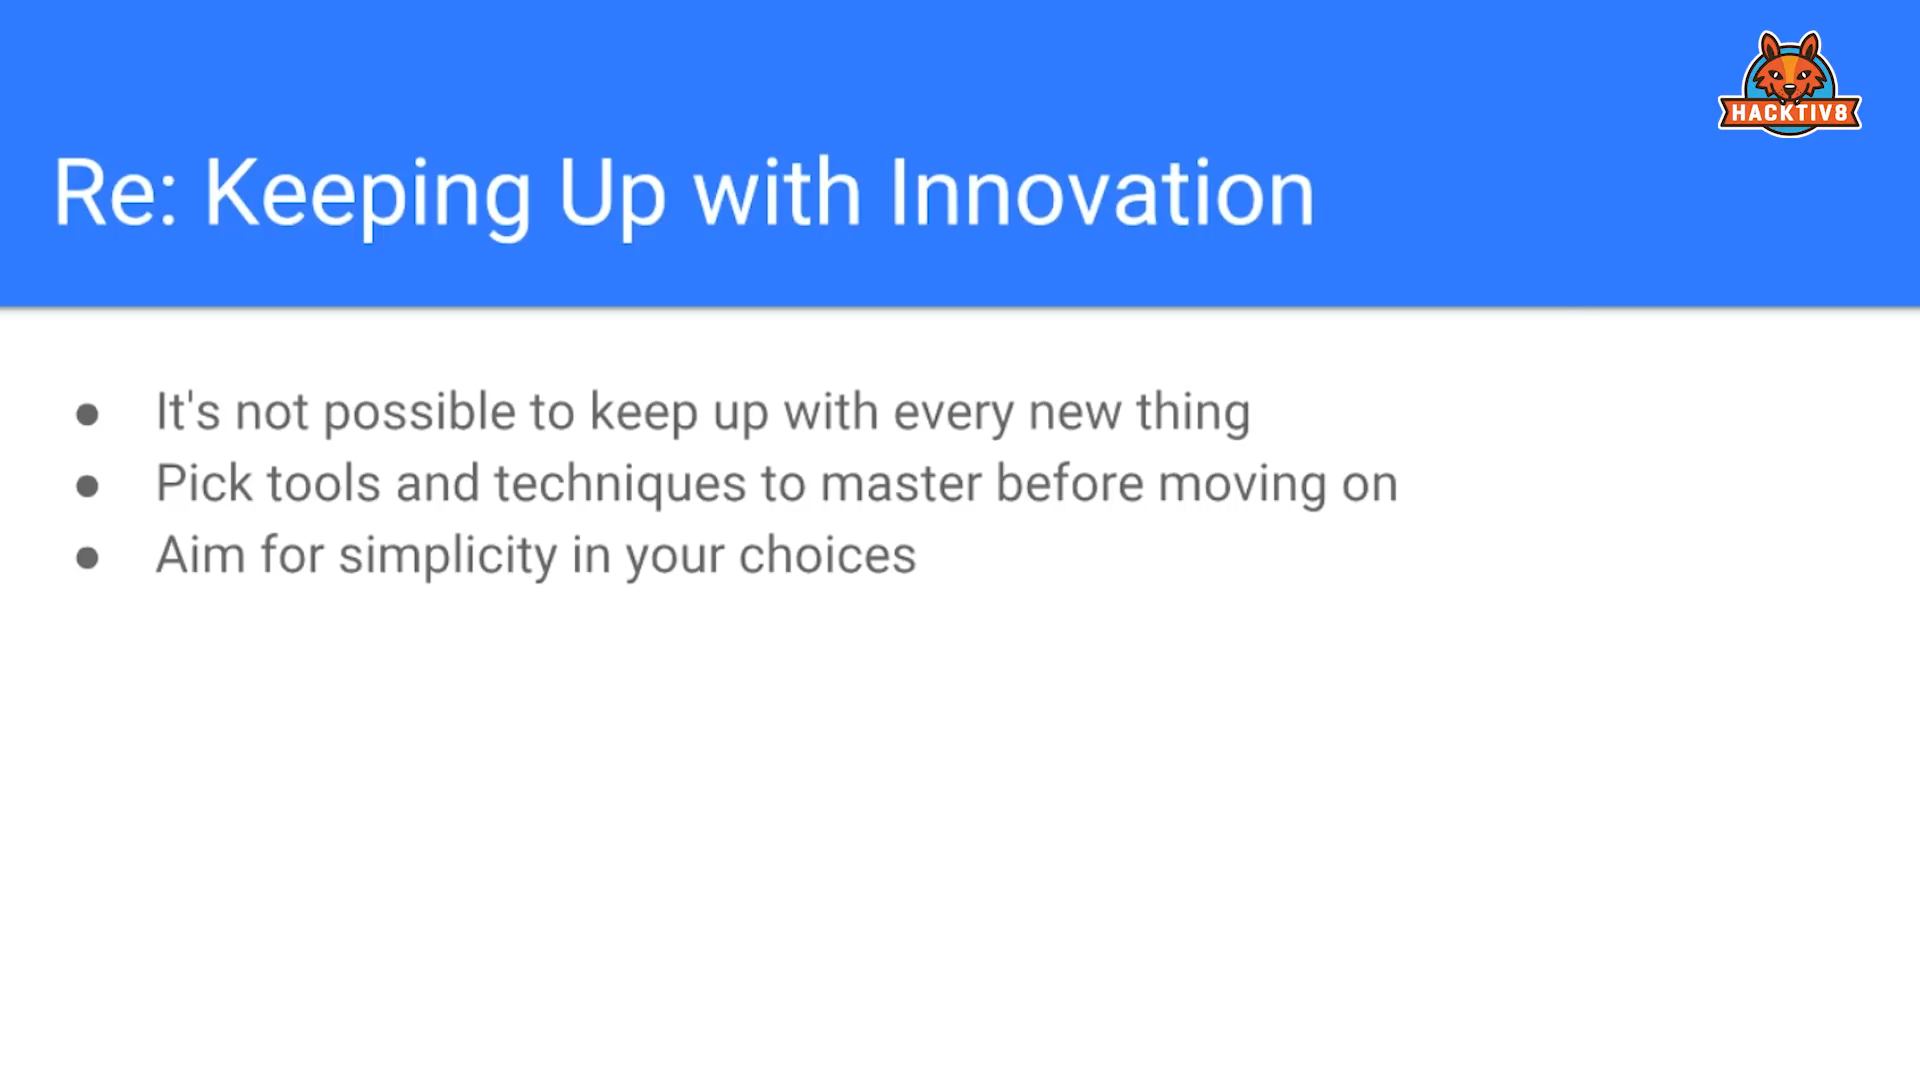 HACKTIV8
Re: Keeping Up with Innovation
● It's not possible to keep up with every new thing
● Pick tools and techniques to master before moving on
● Aim for simplicity in your choices